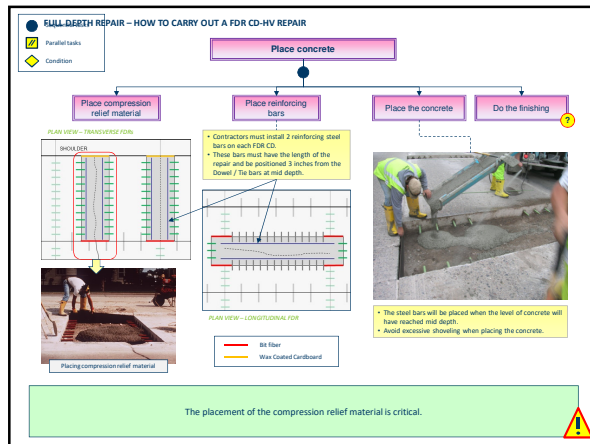 FULL DEPTH REPAIR – HOW TO CARRY OUT A FDR CD-HV REPAIR
Parallel tasks
Condition
Place concrete
Place compression
relief material
Place reinforcing
bars
Place the concrete
Do the finishing
?
PLAN VIEW – TRANSVERSE FDRs
SHOULDER
• Contractors must install 2 reinforcing steel
bars on each FDR CD.
• These bars must have the length of the
repair and be positioned 3 inches from the
Dowel / Tie bars at mid depth.
PLAN VIEW – LONGITUDINAL FDR
Placing compression relief material
Bit fiber
Wax Coated Cardboard
• The steel bars will be placed when the level of concrete will
have reached mid depth.
• Avoid excessive shoveling when placing the concrete.
The placement of the compression relief material is critical.
!